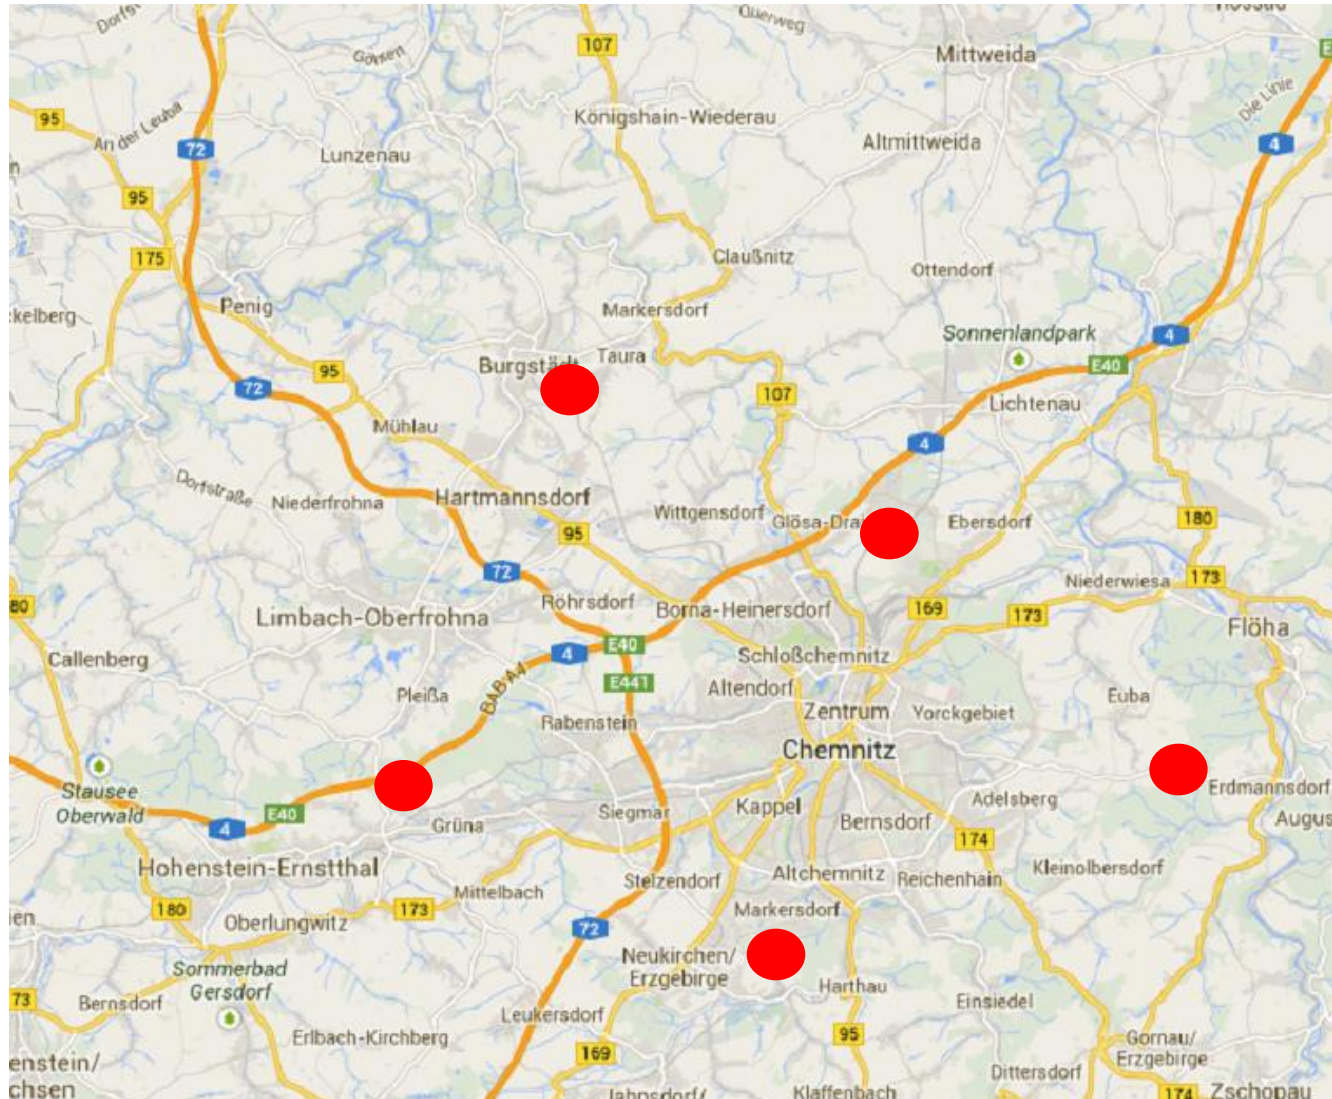 107
Mittweida
95
An der Leuba
72
Lunzenau
Königshain-Wiederau
Altmittweida
Die Linie
4
95
175
Claußnitz
Ottendorf
Penig
Markersdorf
Sonnenlandpark
4
72
95
Taura
E40
107
Lichtenau
Mühlau
4
Dorfstraße
Niederfrohna
Hartmannsdorf
Wittgensdorf
Ebersdorf
180
95
72
Niederwiesa
173
Röhrsdorf
Borna-Heinersdorf
169
173
Limbach-Oberfrohna
Flöha
4
E40
Callenberg
Schloßchemnitz
E441
Pleißa
BAB A4
Altendorf
Euba
Rabenstein
Zentrum
Yorckgebiet
Chemnitz
Stausee
Oberwald
Erdmannsdorf
Kappel
Adelsberg
E40
Siegmar
4
Grüna
Bernsdorf
174
Hohenstein-Ernstthal
Stelzendorf
Altchemnitz
Reichenhain
Kleinolbersdorf
Mittelbach
180
173
Markersdorf
Oberlungwitz
72
Neukirchen/
Erzgebirge
Sommerbad
Gersdorf
Harthau
Einsiedel
73
Bernsdorf
Leukersdorf
Erlbach-Kirchberg
95
Gornau/
Erzgebirge
169
Dittersdorf
Klaffenbach
174
Zschopau